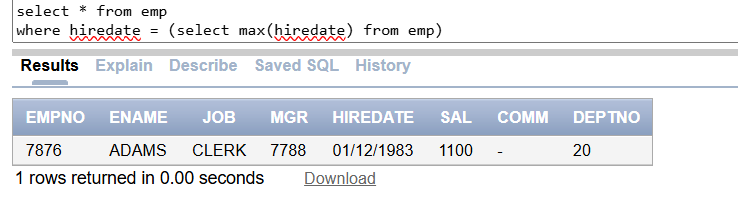 select * from emp
where hiredate = (select max(hiredate) from emp)
Results Explain Describe Saved SQL History
EMPNO ENAME JOB MGR HIREDATE SAL COMM DEPTNO
7876 ADAMS CLERK 7788 01/12/1983 1100 - 20
1 rows returned in 0.00 seconds Download